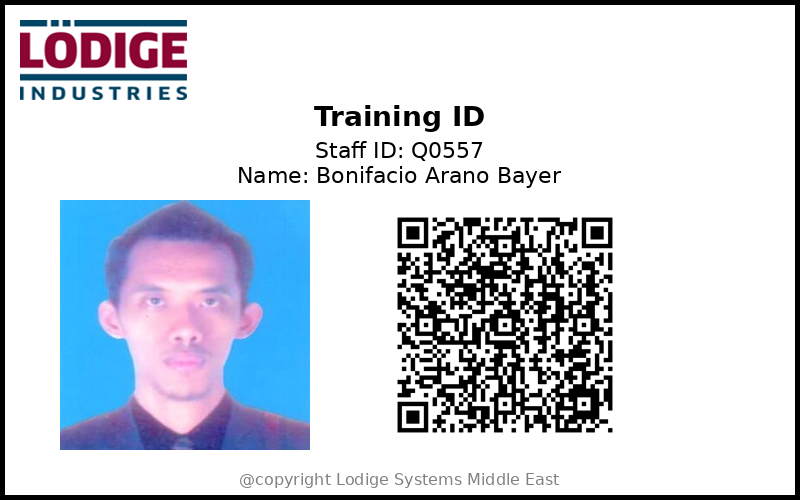 LÖDIGE
INDUSTRIES
Training ID
Staff ID: Q0557
Name: Bonifacio Arano Bayer
@copyright Lodige Systems Middle East